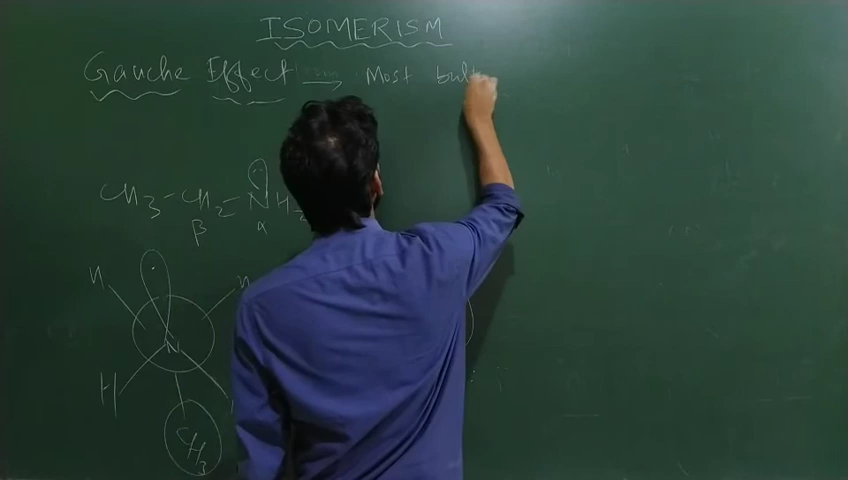 ISOMERISM
Gauche Effect → Most
CH3 - CH2 - NH2
β α
H H
N
H
CH3